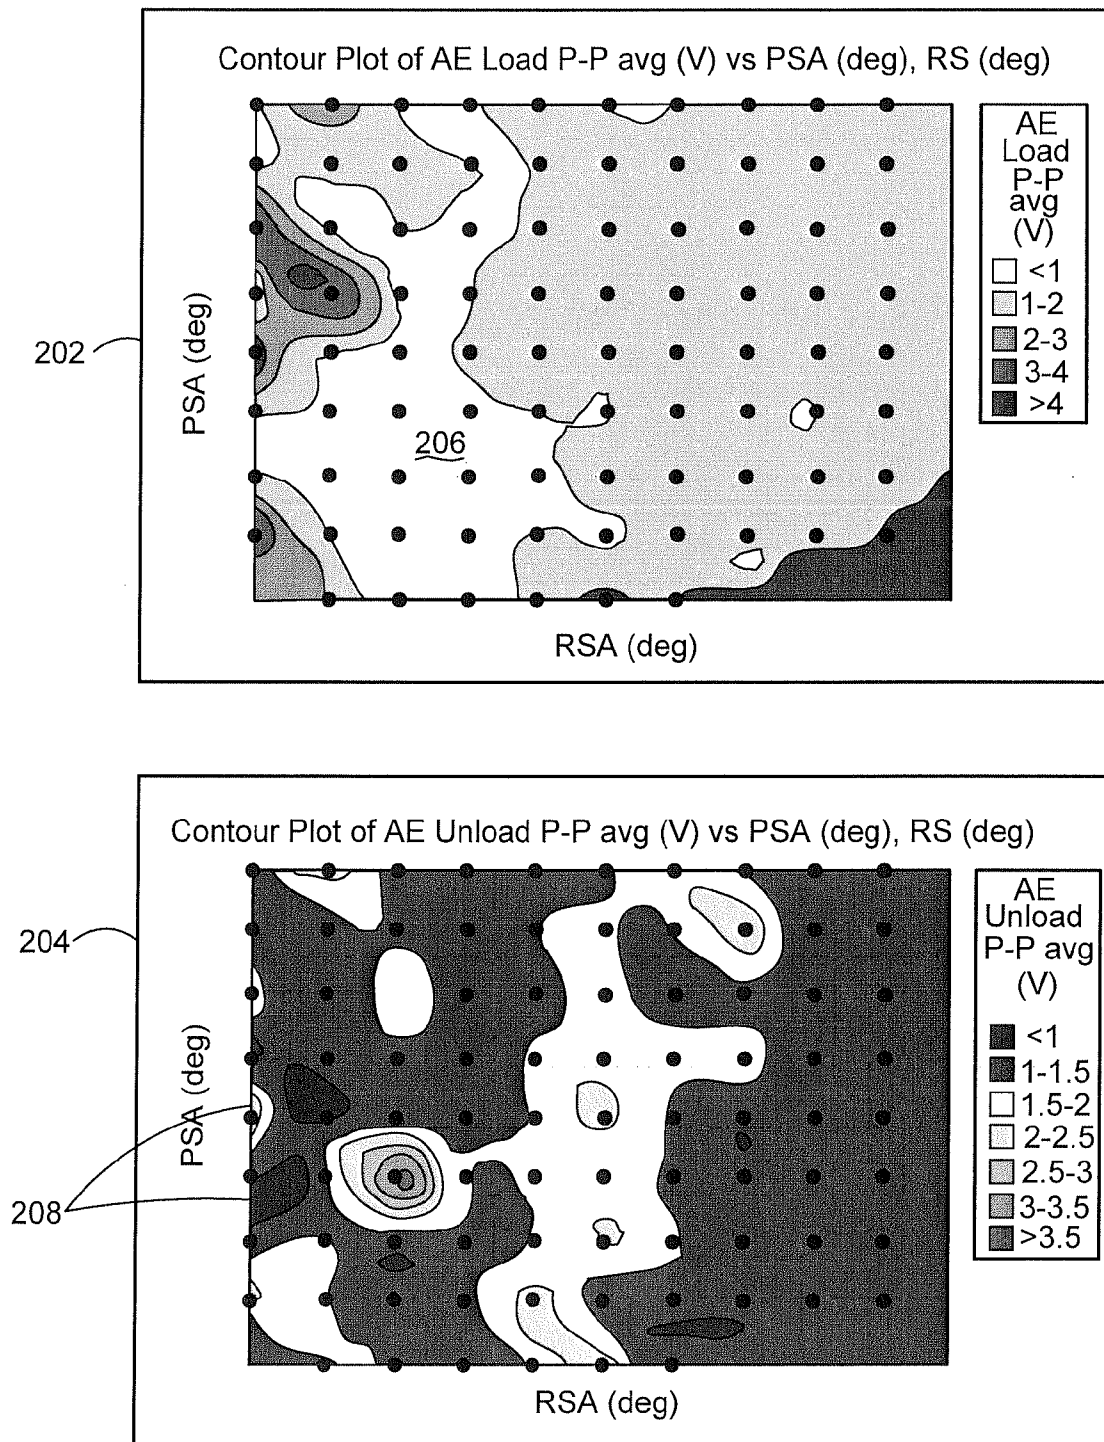 Contour Plot of AE Load P-P avg (V) vs PSA (deg), RS (deg)
AE
Load
P-P
avg
(V)
<1
1-2
2-3
3-4
>4
PSA (deg)
202
206
RSA (deg)
Contour Plot of AE Unload P-P avg (V) vs PSA (deg), RS (deg)
AE
Unload
P-P avg
(V)
<1
1-1.5
1.5-2
2-2.5
2.5-3
3-3.5
>3.5
204
PSA (deg)
208
RSA (deg)